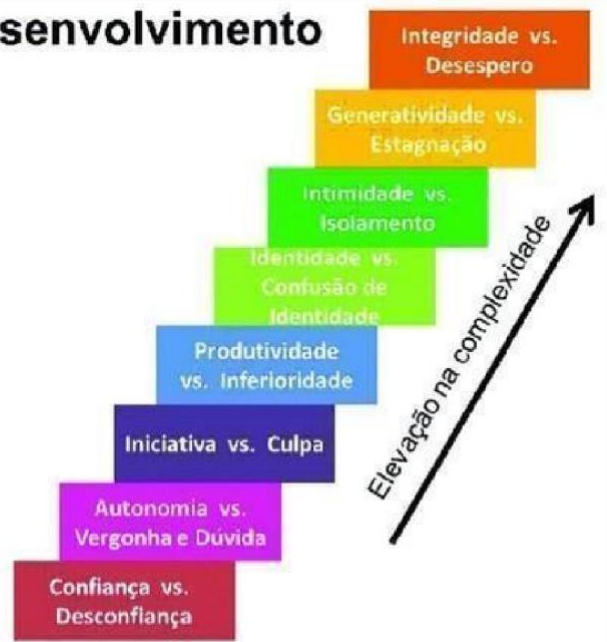 senvolvimento
Integridade vs.
Desespero
Generatividade vs.
Estagnação
Intimidade vs.
Isolamento
Identidade vs.
Confusão de
Identidade
Produtividade
vs. Inferioridade
Iniciativa vs. Culpa
Autonomia vs.
Vergonha e Dúvida
Confiança vs.
Desconfiança
Elevação na complexidade